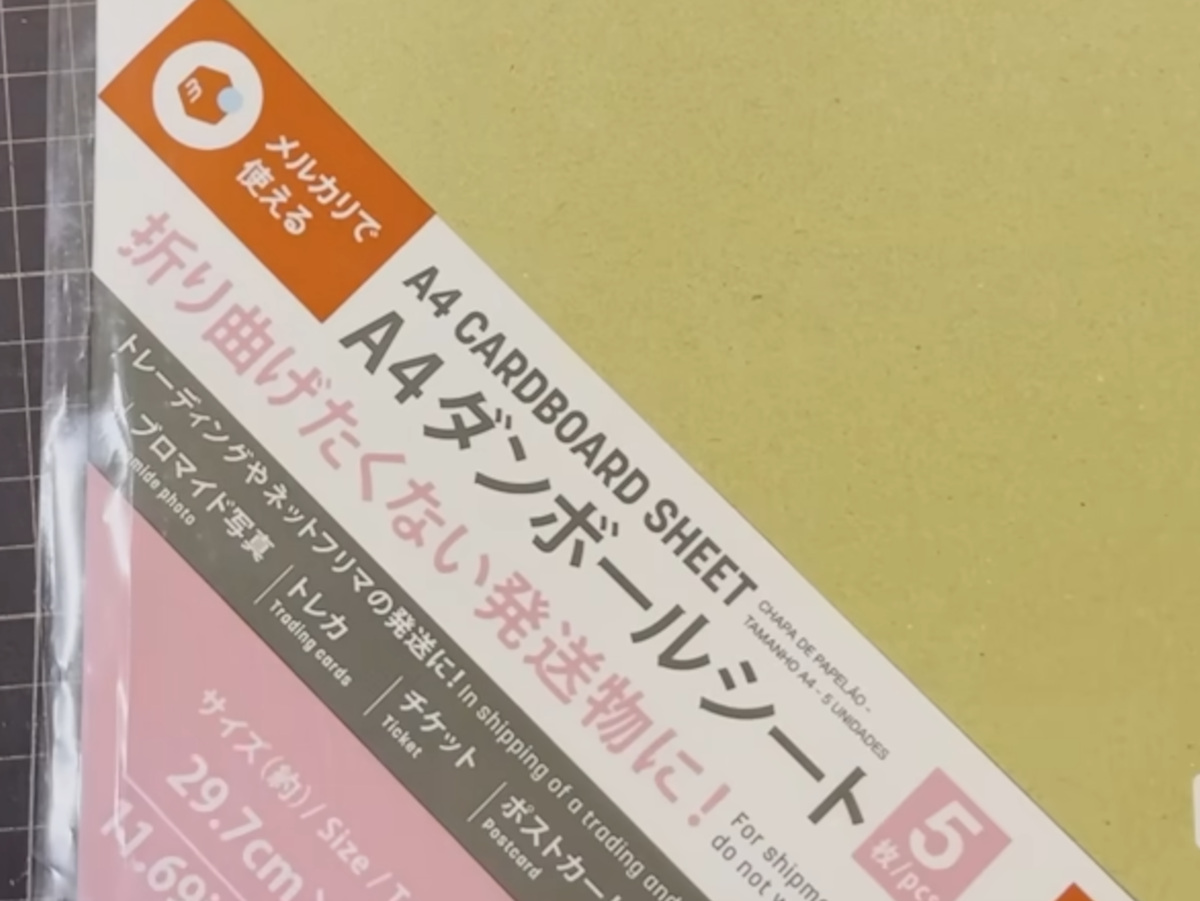 メルカリで
使える
A4 CARDBOARD SHEET
CHAPA DE PAPELÃO -
TAMANHO A4 - 5 UNIDADES
A4 ダンボールシート
5
枚/pcs
折り曲げたくない発送物に!
For
do not
トレーディングやネットフリマの発送に! In shipping of a trading and
ブロマイド写真
photo
トレカ
Trading cards
チケット
Ticket
ポストカード
Postcard
サイズ(約) / Size / T
29.7cm
11.69